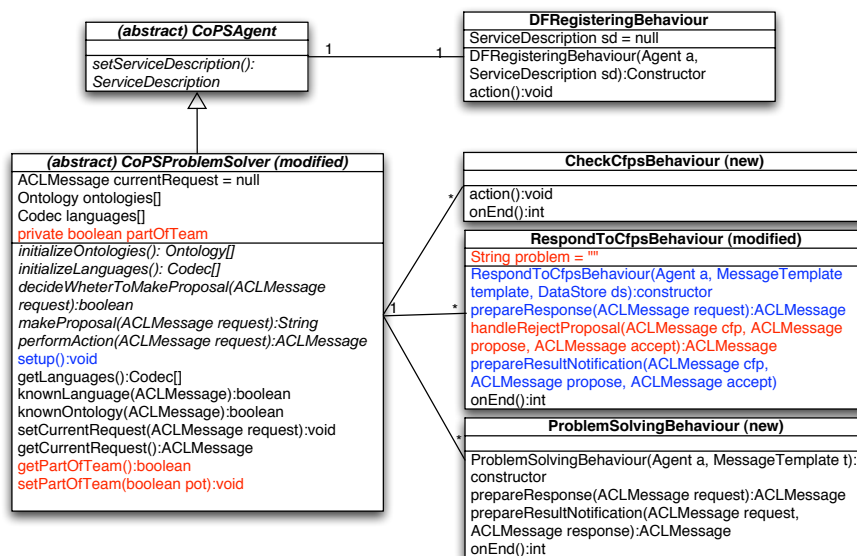 (abstract) CoPSAgent
setServiceDescription():
ServiceDescription
1
1
DFRegisteringBehaviour
ServiceDescription sd = null
DFRegisteringBehaviour(Agent a,
ServiceDescription sd):Constructor
action():void
(abstract) CoPSProblemSolver (modified)
ACLMessage currentRequest = null
Ontology ontologies[]
Codec languages[]
private boolean partOfTeam
initializeOntologies(): Ontology[]
initializeLanguages(): Codec[]
decideWheterToMakeProposal(ACLMessage
request):boolean
makeProposal(ACLMessage request):String
performAction(ACLMessage request):ACLMessage
setup():void
getLanguages():Codec[]
knownLanguage(ACLMessage):boolean
knownOntology(ACLMessage):boolean
setCurrentRequest(ACLMessage request):void
getCurrentRequest():ACLMessage
getPartOfTeam():boolean
setPartOfTeam(boolean pot):void
1
*
*
*
CheckCfpsBehaviour (new)
action():void
onEnd():int
RespondToCfpsBehaviour (modified)
String problem = ""
RespondToCfpsBehaviour(Agent a, MessageTemplate
template, DataStore ds):constructor
prepareResponse(ACLMessage request):ACLMessage
handleRejectProposal(ACLMessage cfp, ACLMessage
propose, ACLMessage accept):ACLMessage
prepareResultNotification(ACLMessage cfp,
ACLMessage propose, ACLMessage accept)
onEnd():int
ProblemSolvingBehaviour (new)
ProblemSolvingBehaviour(Agent a, MessageTemplate t):
constructor
prepareResponse(ACLMessage request):ACLMessage
prepareResultNotification(ACLMessage request,
ACLMessage response):ACLMessage
onEnd():int